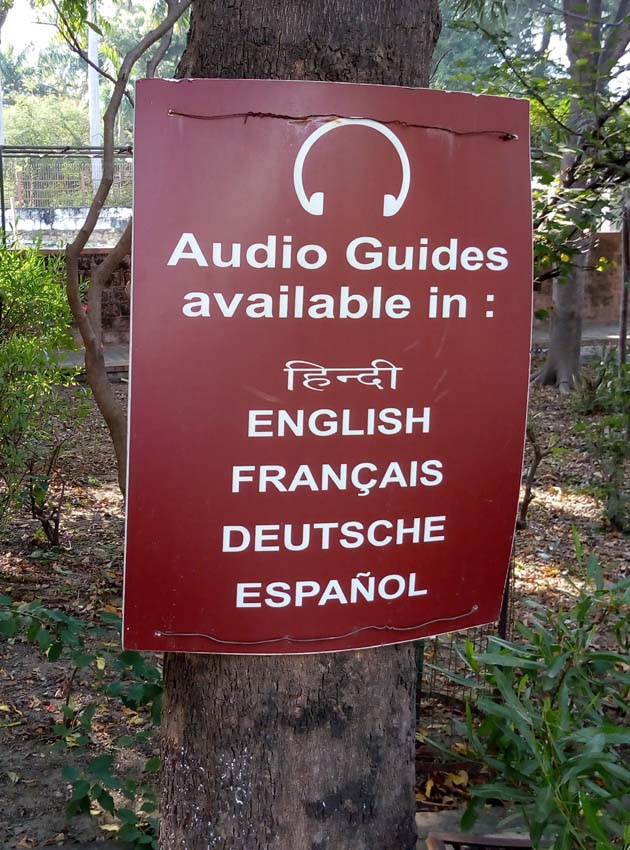 Audio Guides
available in :
हिन्दी
ENGLISH
FRANÇAIS
DEUTSCHE
ESPAÑOL